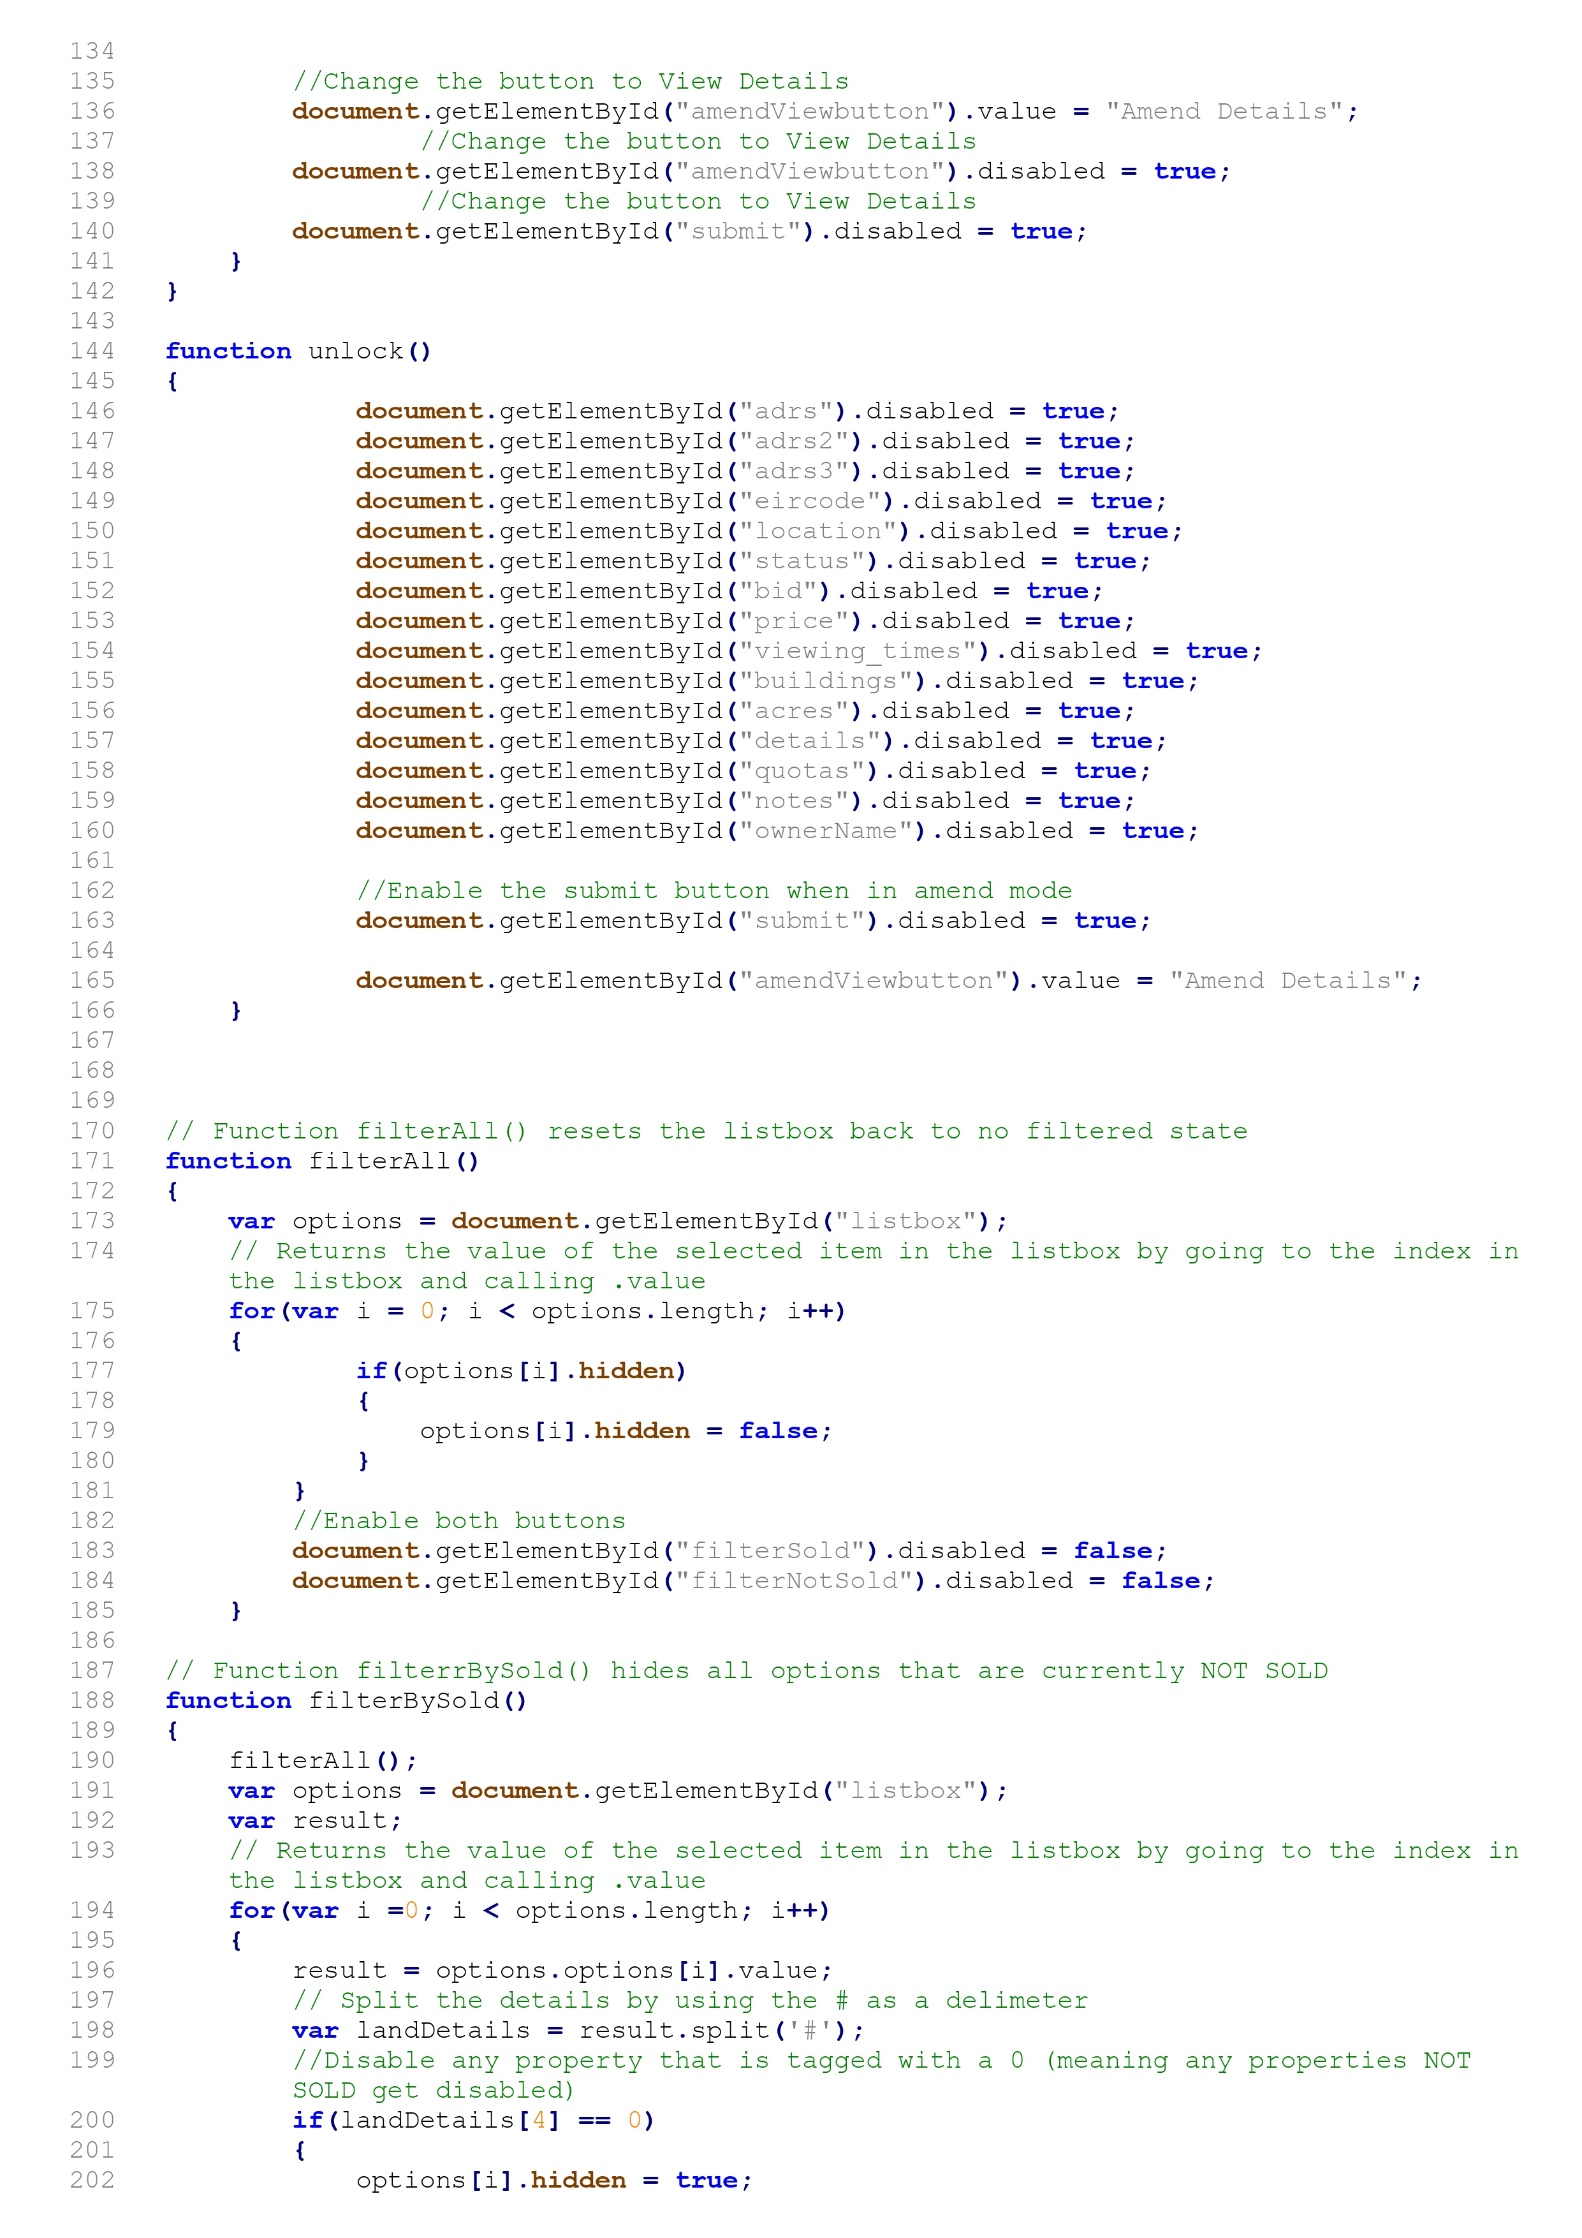 134
135 //Change the button to View Details
136 document.getElementById("amendViewbutton").value = "Amend Details";
137 //Change the button to View Details
138 document.getElementById("amendViewbutton").disabled = true;
139 //Change the button to View Details
140 document.getElementById("submit").disabled = true;
141 }
142 }
143
144 function unlock()
145 {
146 document.getElementById("adrs").disabled = true;
147 document.getElementById("adrs2").disabled = true;
148 document.getElementById("adrs3").disabled = true;
149 document.getElementById("eircode").disabled = true;
150 document.getElementById("location").disabled = true;
151 document.getElementById("status").disabled = true;
152 document.getElementById("bid").disabled = true;
153 document.getElementById("price").disabled = true;
154 document.getElementById("viewing_times").disabled = true;
155 document.getElementById("buildings").disabled = true;
156 document.getElementById("acres").disabled = true;
157 document.getElementById("details").disabled = true;
158 document.getElementById("quotas").disabled = true;
159 document.getElementById("notes").disabled = true;
160 document.getElementById("ownerName").disabled = true;
161
162 //Enable the submit button when in amend mode
163 document.getElementById("submit").disabled = true;
164
165 document.getElementById("amendViewbutton").value = "Amend Details";
166 }
167
168
169
170 // Function filterAll() resets the listbox back to no filtered state
171 function filterAll()
172 {
173 var options = document.getElementById("listbox");
174 // Returns the value of the selected item in the listbox by going to the index in
the listbox and calling .value
175 for(var i = 0; i < options.length; i++)
176 {
177 if(options[i].hidden)
178 {
179 options[i].hidden = false;
180 }
181 }
182 //Enable both buttons
183 document.getElementById("filterSold").disabled = false;
184 document.getElementById("filterNotSold").disabled = false;
185 }
186
187 // Function filterrBySold() hides all options that are currently NOT SOLD
188 function filterBySold()
189 {
190 filterAll();
191 var options = document.getElementById("listbox");
192 var result;
193 // Returns the value of the selected item in the listbox by going to the index in
the listbox and calling .value
194 for(var i =0; i < options.length; i++)
195 {
196 result = options.options[i].value;
197 // Split the details by using the # as a delimeter
198 var landDetails = result.split('#');
199 //Disable any property that is tagged with a 0 (meaning any properties NOT
SOLD get disabled)
200 if(landDetails[4] == 0)
201 {
202 options[i].hidden = true;